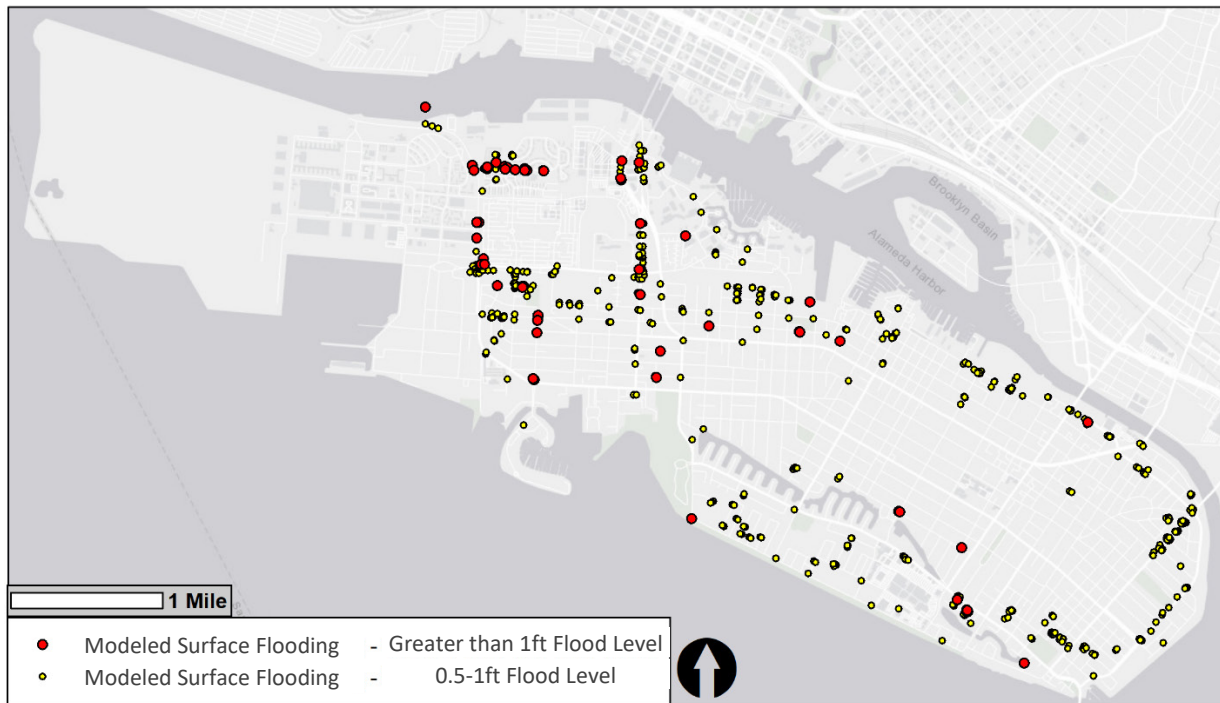 Brooklyn Basin
Alameda Harbor
1 Mile
Modeled Surface Flooding - Greater than 1ft Flood Level
Modeled Surface Flooding - 0.5-1ft Flood Level